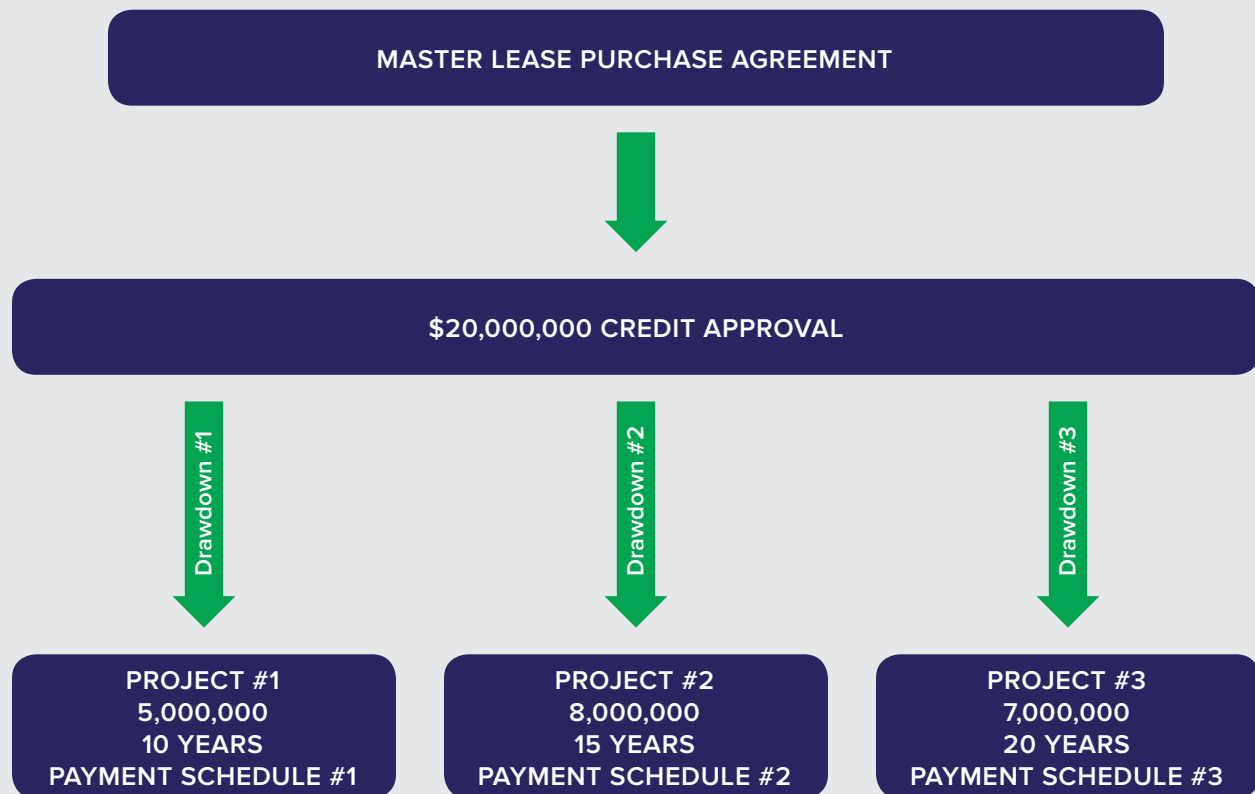 MASTER LEASE PURCHASE AGREEMENT
$20,000,000 CREDIT APPROVAL
Drawdown #1
Drawdown #2
Drawdown #3
PROJECT #1
5,000,000
10 YEARS
PAYMENT SCHEDULE #1
PROJECT #2
8,000,000
15 YEARS
PAYMENT SCHEDULE #2
PROJECT #3
7,000,000
20 YEARS
PAYMENT SCHEDULE #3